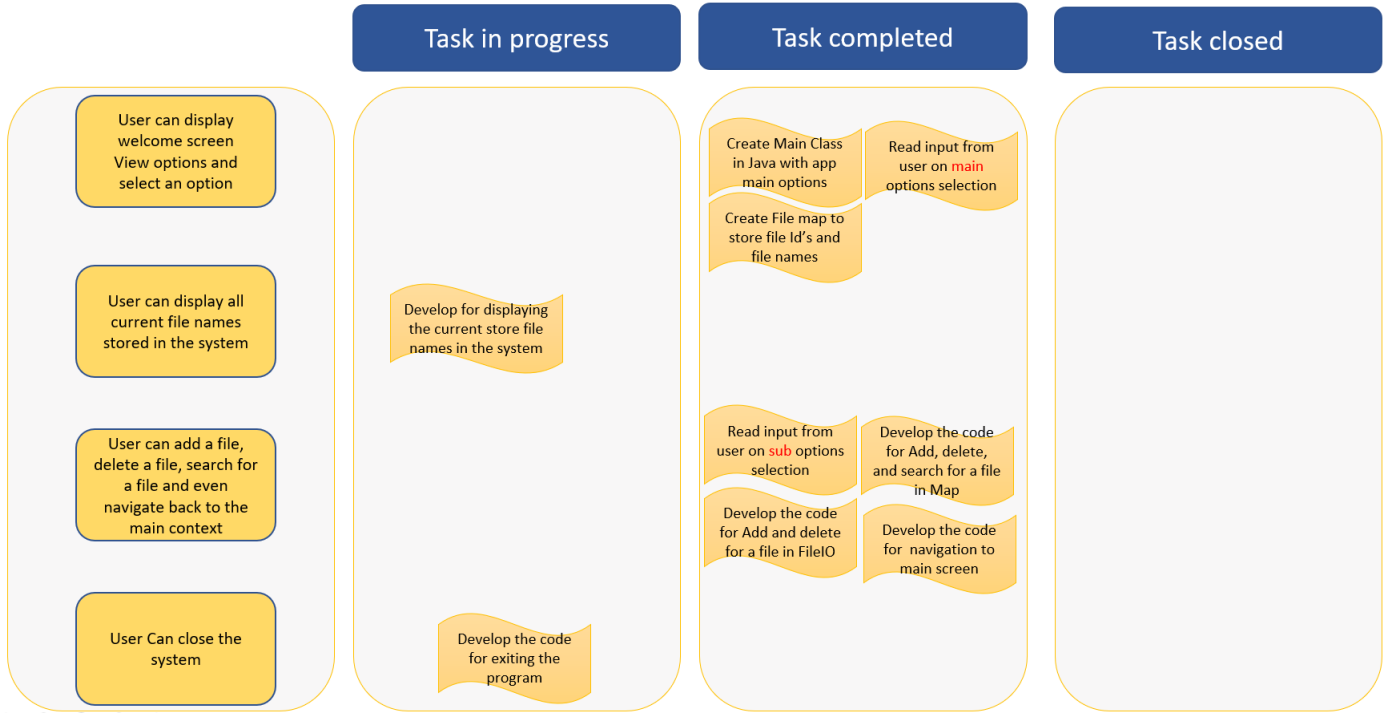 Task in progress
Task completed
Task closed
User can display
welcome screen
View options and
select an option
Create Main Class
in Java with app
main options
Read input from
user on main
options selection
Create File map to
store file Id’s and
file names
User can display all
current file names
stored in the system
Develop for displaying
the current store file
names in the system
User can add a file,
delete a file, search for
a file and even
navigate back to the
main context
Read input from
user on sub options
selection
Develop the code
for Add, delete,
and search for a file
in Map
Develop the code
for Add and delete
for a file in FileIO
Develop the code
for navigation to
main screen
User Can close the
system
Develop the code
for exiting the
program